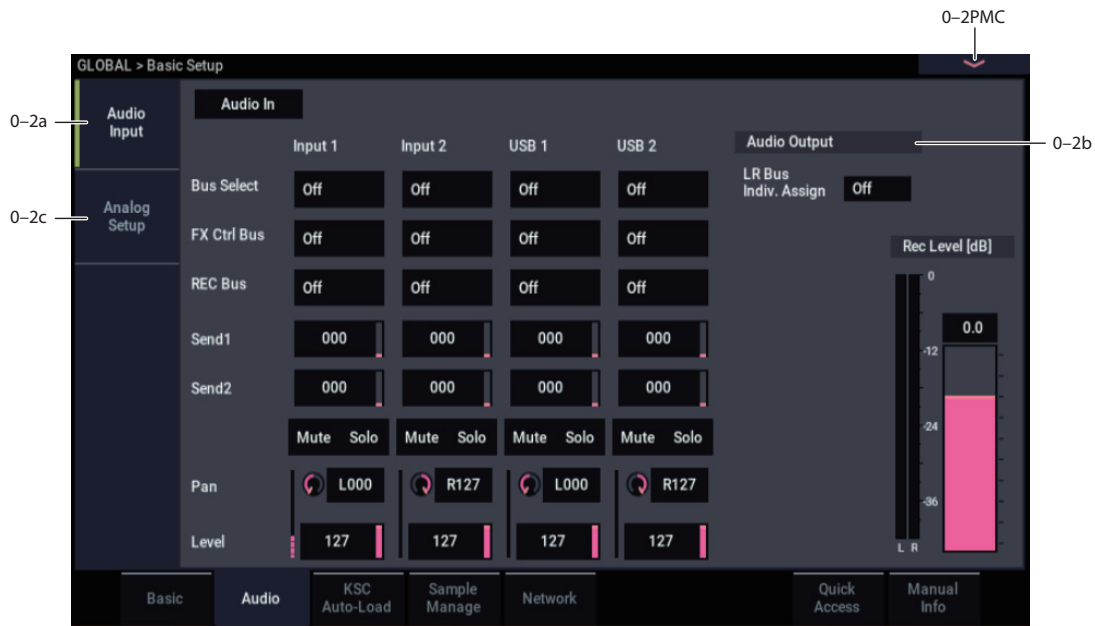 0–2PMC
GLOBAL > Basic Setup
0–2a
Audio
Input
Audio In
Input 1 Input 2 USB 1 USB 2
Audio Output
0–2b
Bus Select Off Off Off Off
LR Bus
Indiv. Assign Off
0–2c
Analog
Setup
FX Ctrl Bus Off Off Off Off
Rec Level [dB]
REC Bus Off Off Off Off
0
Send1 000 000 000 000
0.0
-12
Send2 000 000 000 000
-24
Mute Solo Mute Solo Mute Solo Mute Solo
Pan L000 R127 L000 R127
-36
Level 127 127 127 127
L R
Basic Audio KSC
Auto-Load Sample
Manage Network Quick
Access Manual
Info